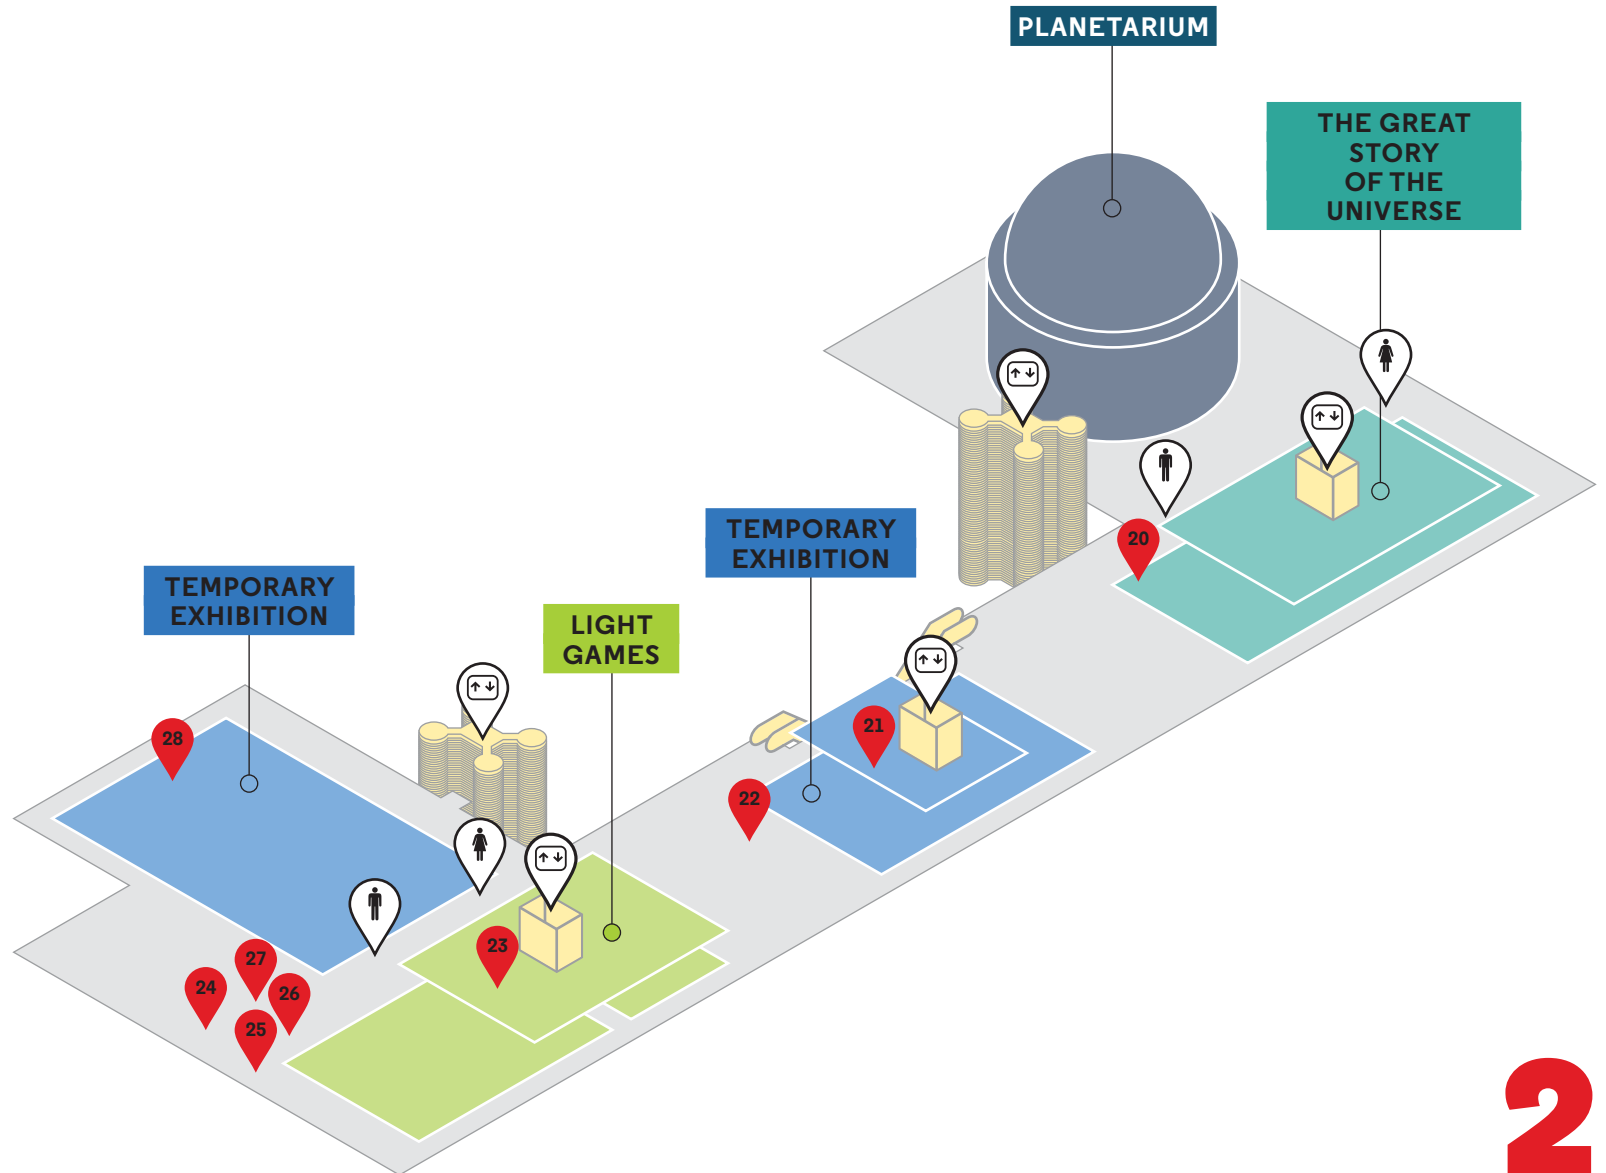 PLANETARIUM
THE GREAT
STORY
OF THE
UNIVERSE
TEMPORARY
EXHIBITION
20
TEMPORARY
EXHIBITION
LIGHT
GAMES
21
28
22
23
27
24
26
25
2